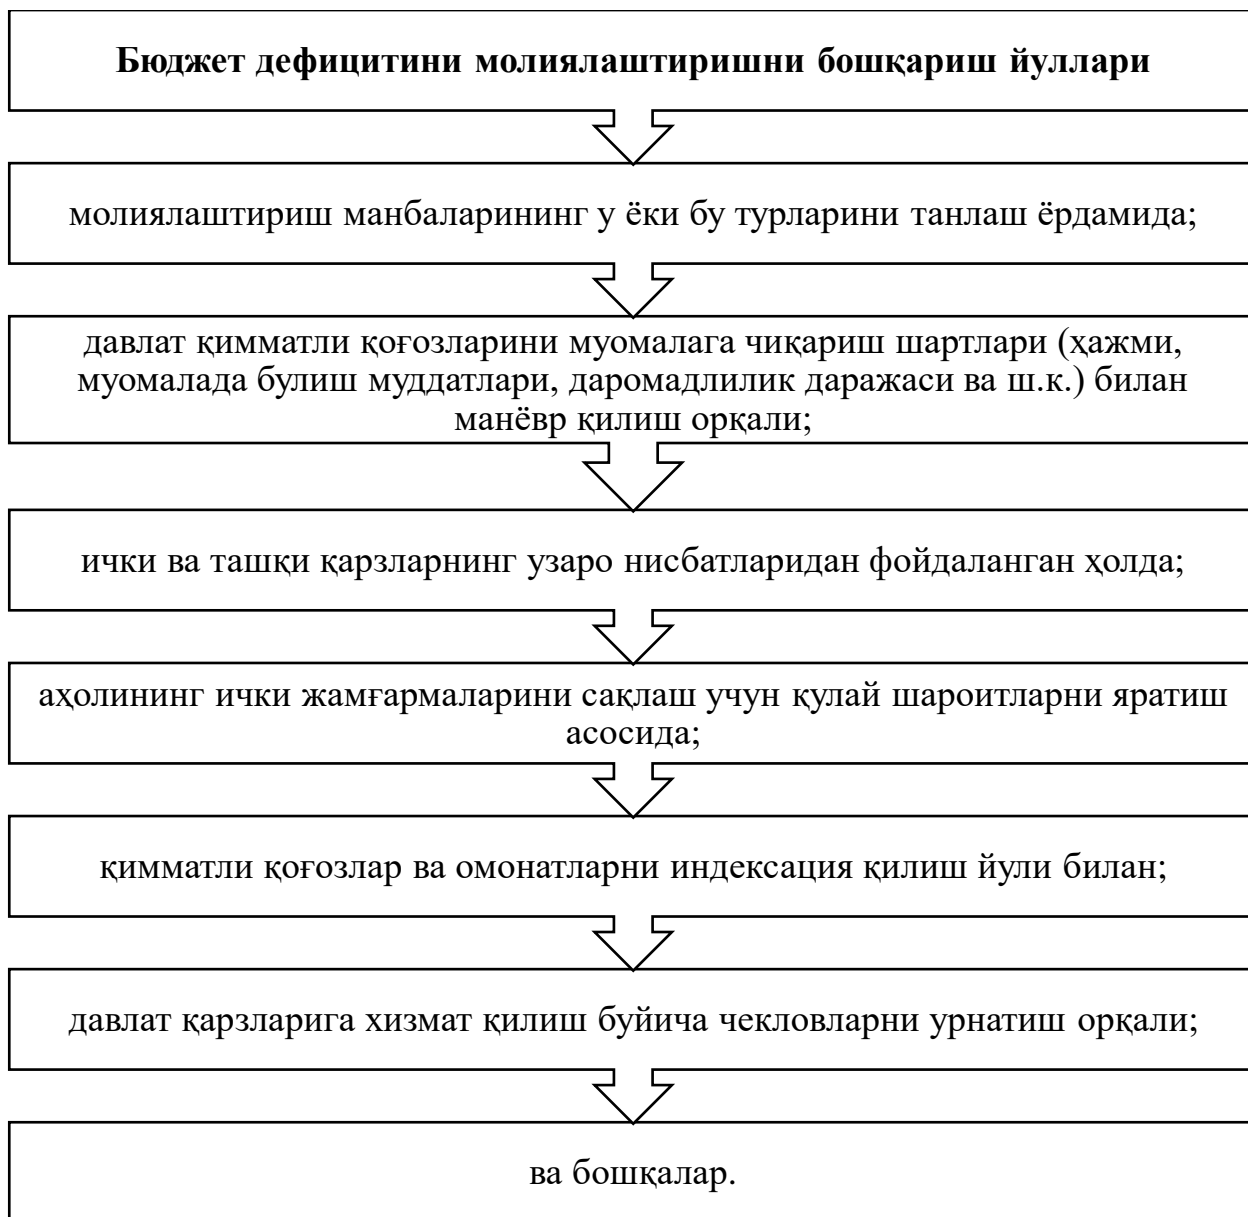 Бюджет дефицитини молиялаштиришни бошқариш йуллари
молиялаштириш манбаларининг у ёки бу турларини танлаш ёрдамида;
давлат қимматли қоғозларини муомалага чиқариш шартлари (ҳажми,
муомалада булиш муддатлари, даромадлилик даражаси ва ш.к.) билан
манёвр қилиш орқали;
ички ва ташқи қарзларнинг узаро нисбатларидан фойдаланган ҳолда;
аҳолининг ички жамғармаларини сақлаш учун қулай шароитларни яратиш
асосида;
қимматли қоғозлар ва омонатларни индексация қилиш йули билан;
давлат қарзларига хизмат қилиш буйича чекловларни урнатиш орқали;
ва бошқалар.